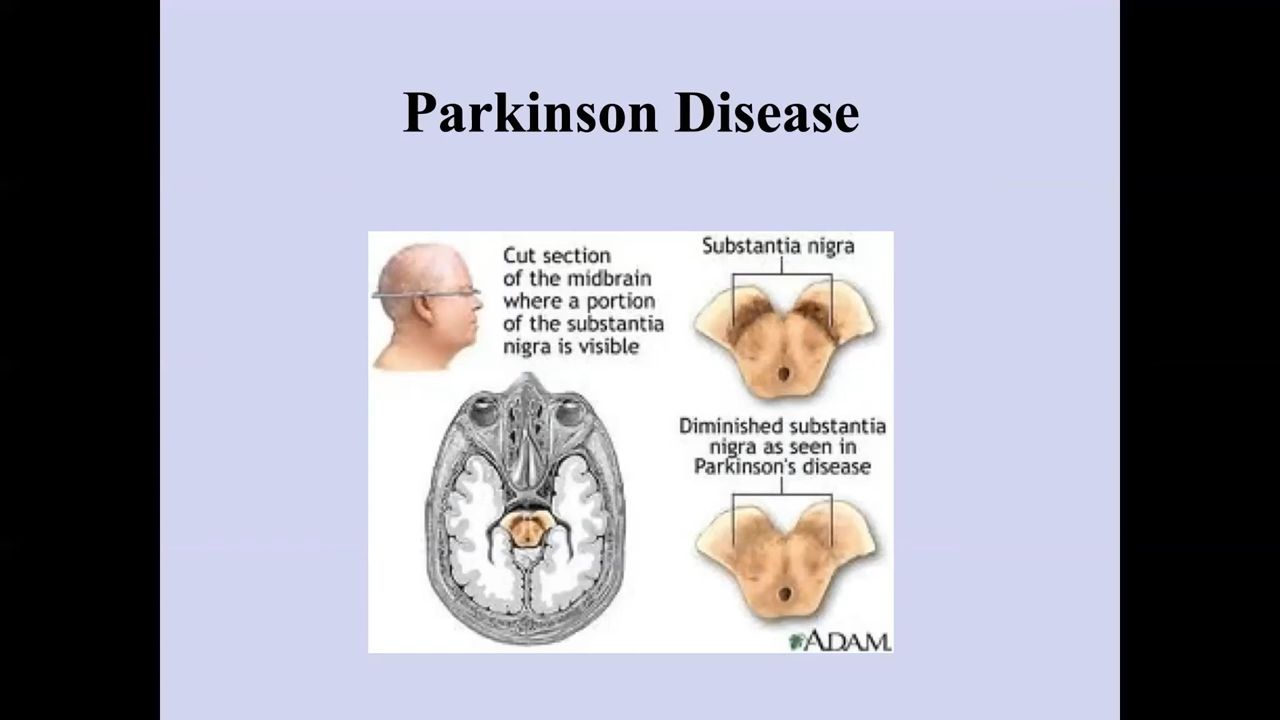 Parkinson Disease
Cut section
of the midbrain
where a portion
of the substantia
nigra is visible
Substantia nigra
Diminished substantia
nigra as seen in
Parkinson's disease
ADAM.